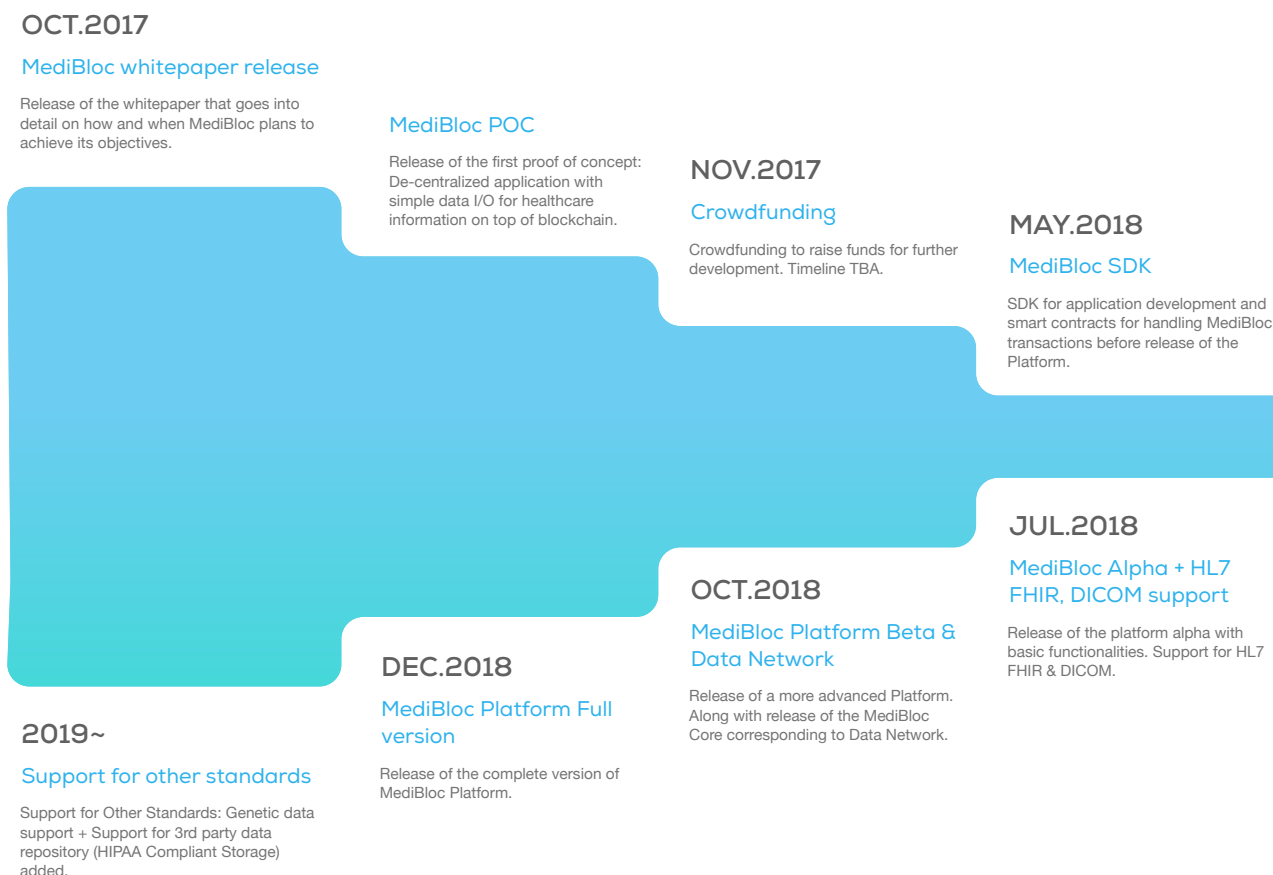 OCT.2017
MediBloc whitepaper release
Release of the whitepaper that goes into
detail on how and when MediBloc plans to
achieve its objectives.
MediBloc POC
Release of the first proof of concept:
De-centralized application with
simple data I/O for healthcare
information on top of blockchain.
NOV.2017
Crowdfunding
Crowdfunding to raise funds for further
development. Timeline TBA.
MAY.2018
MediBloc SDK
SDK for application development and
smart contracts for handling MediBloc
transactions before release of the
Platform.
JUL.2018
MediBloc Alpha + HL7
FHIR, DICOM support
Release of the platform alpha with
basic functionalities. Support for HL7
FHIR & DICOM.
OCT.2018
MediBloc Platform Beta &
Data Network
Release of a more advanced Platform.
Along with release of the MediBloc
Core corresponding to Data Network.
DEC.2018
MediBloc Platform Full
version
Release of the complete version of
MediBloc Platform.
2019~
Support for other standards
Support for Other Standards: Genetic data
support + Support for 3rd party data
repository (HIPAA Compliant Storage)
added.